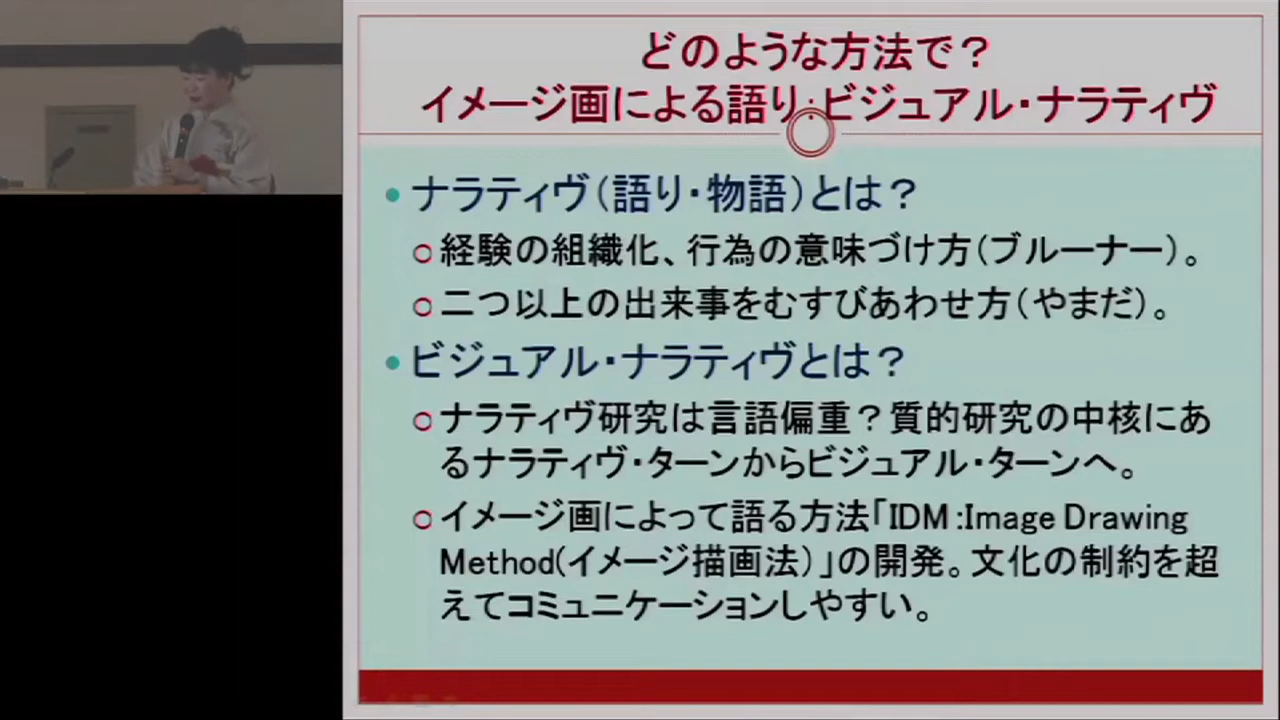 どのような方法で？
イメージ画による語り:ビジュアル・ナラティヴ
ナラティヴ（語り・物語）とは？
経験の組織化、行為の意味づけ方（ブルーナー）。
二つ以上の出来事をむすびあわせ方（やまだ）。
ビジュアル・ナラティヴとは？
ナラティヴ研究は言語偏重？質的研究の中核にあ
るナラティヴ・ターンからビジュアル・ターンへ。
イメージ画によって語る方法「IDM:Image Drawing
Method(イメージ描画法）」の開発。文化の制約を超
えてコミュニケーションしやすい。